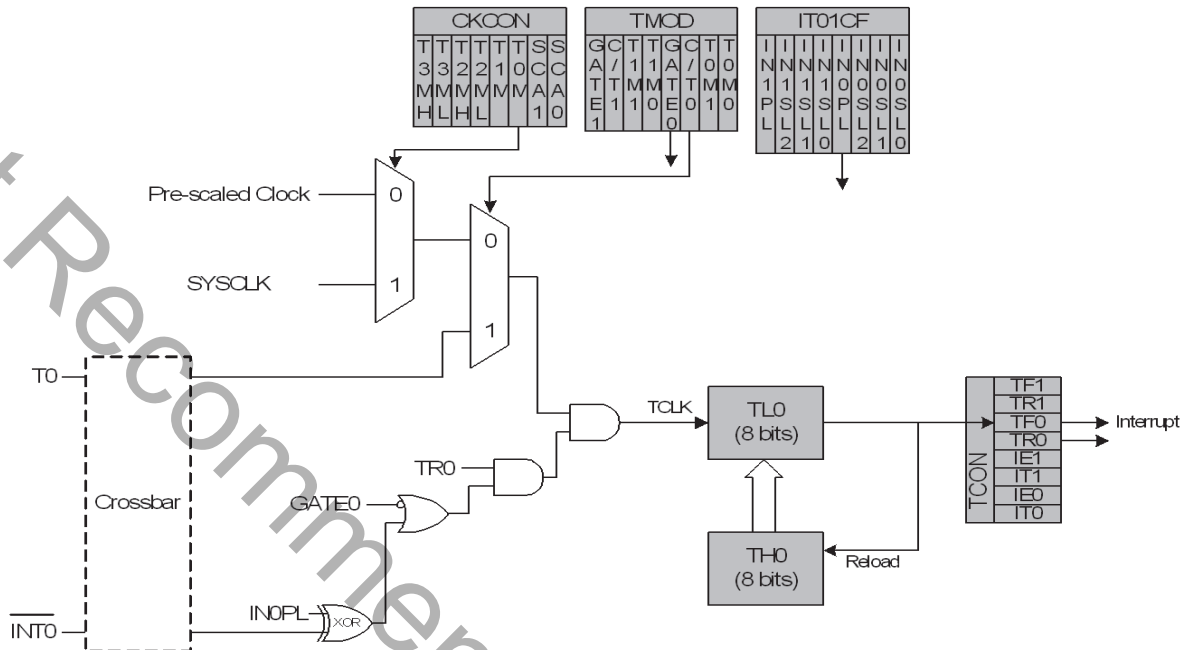 CKCON
T3MH
T3ML
T2MH
T2ML
T1M
T0M
SCA1
SCA0
TMOD
GATE1
C/T1
T1M1
T1M0
GATE0
C/T0
T0M1
T0M0
IT01CF
IN1PL
IN1SL2
IN1SL1
IN1SL0
IN0PL
IN0SL2
IN0SL1
IN0SL0
Pre-scaled Clock
0
SYSCLK
1
0
1
T0
Crossbar
INT0
GATE0
TR0
IN0PL
XOR
TCLK
TL0
(8 bits)
TH0
(8 bits)
Reload
TCON
TF1
TR1
TF0
TR0
IE1
IT1
IE0
IT0
Interrupt
Recommen